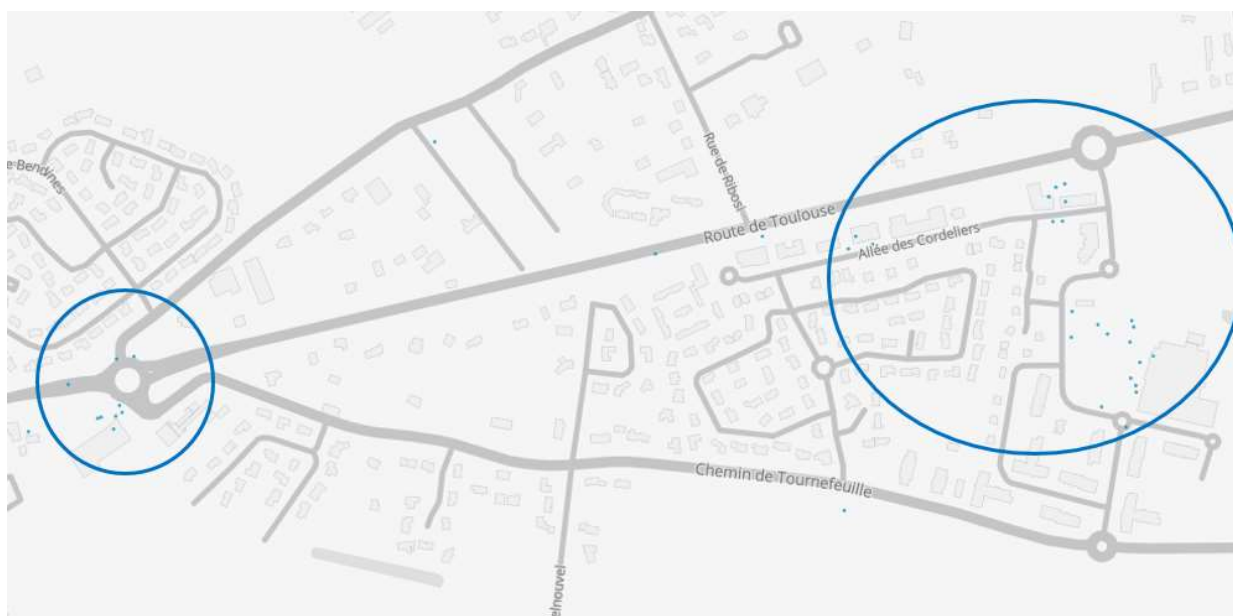 e Bendines
Rue de Ribosi
Route de Toulouse
Allée des Cordeliers
Chemin de Tournefeuille
elnouvel